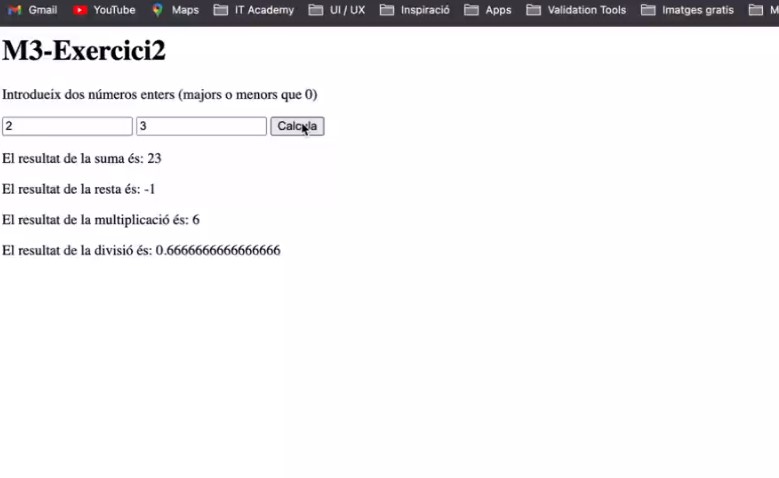 Gmail YouTube Maps IT Academy UI / UX Inspiració Apps Validation Tools Imatges gratis M
M3-Exercici2
Introdueix dos números enters (majors o menors que 0)
2 3 Calcula
El resultat de la suma és: 23
El resultat de la resta és: -1
El resultat de la multiplicació és: 6
El resultat de la divisió és: 0.6666666666666666